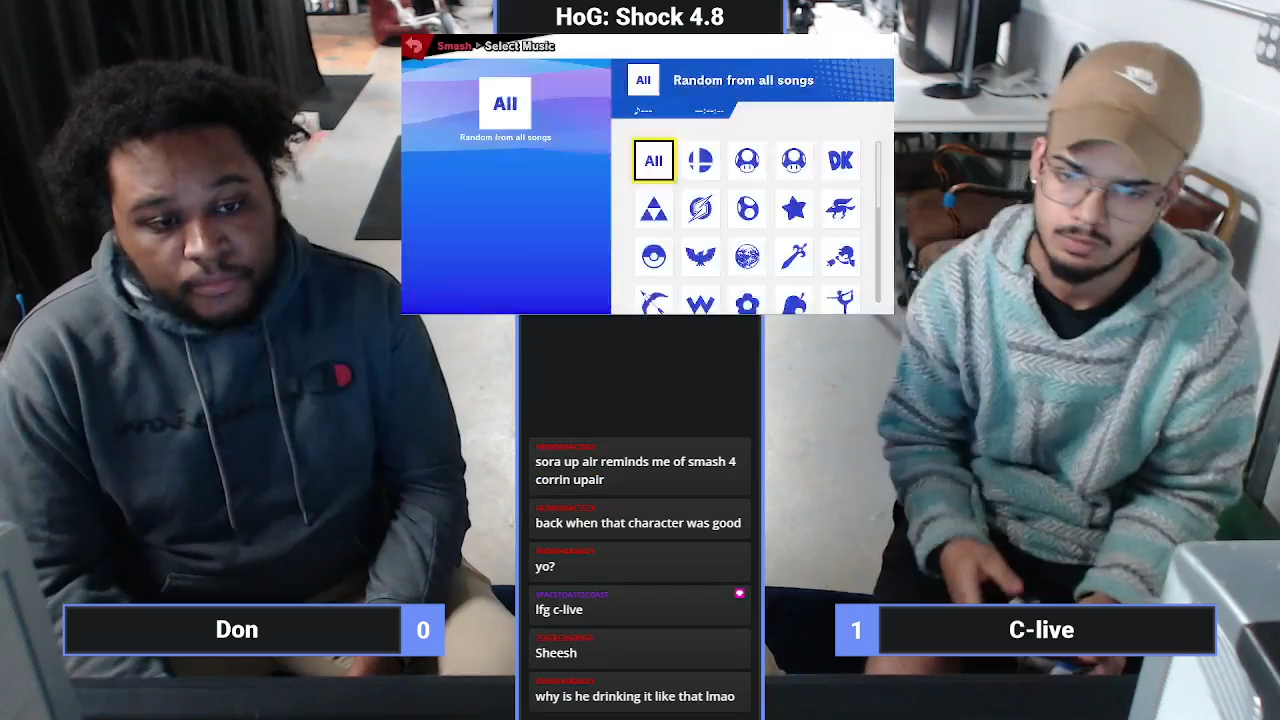 HoG: Shock 4.8
Smash
Select Music
All
Random from all songs
All
Random from all songs
All
DK
sora up air reminds me of smash 4
corrin upair
back when that character was good
yo?
SPACETOAST2COAST
lfg c-live
Sheesh
why is he drinking it like that lmao
Don
0
1
C-live